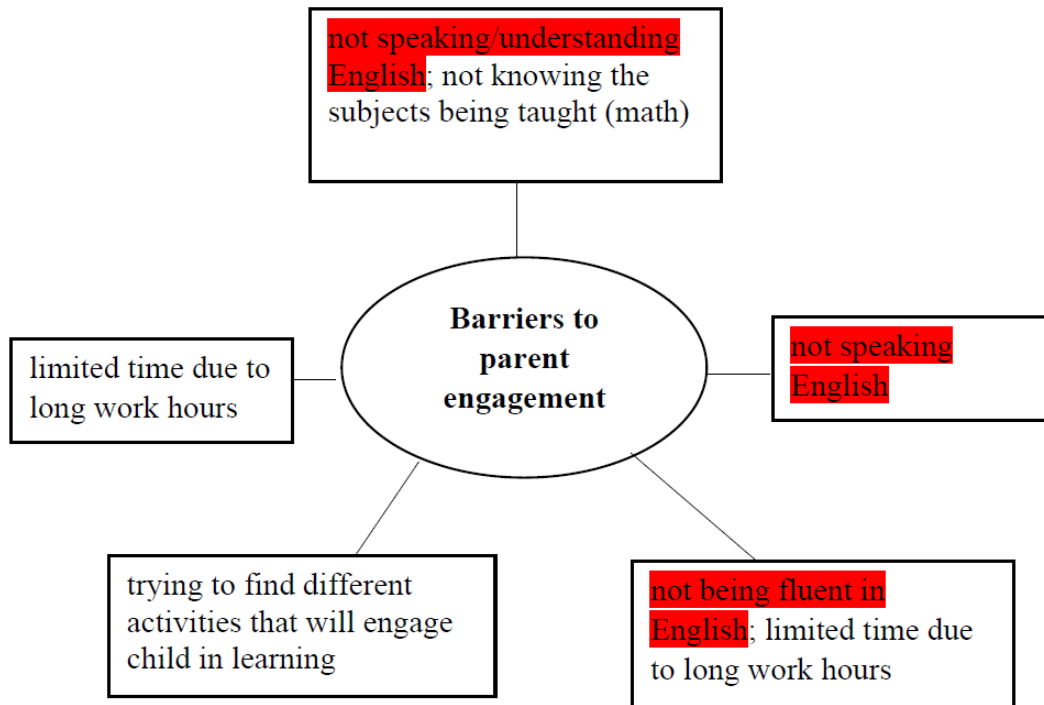 not speaking/understanding
English; not knowing the
subjects being taught (math)
Barriers to
parent
engagement
limited time due to
long work hours
not speaking
English
trying to find different
activities that will engage
child in learning
not being fluent in
English; limited time due
to long work hours